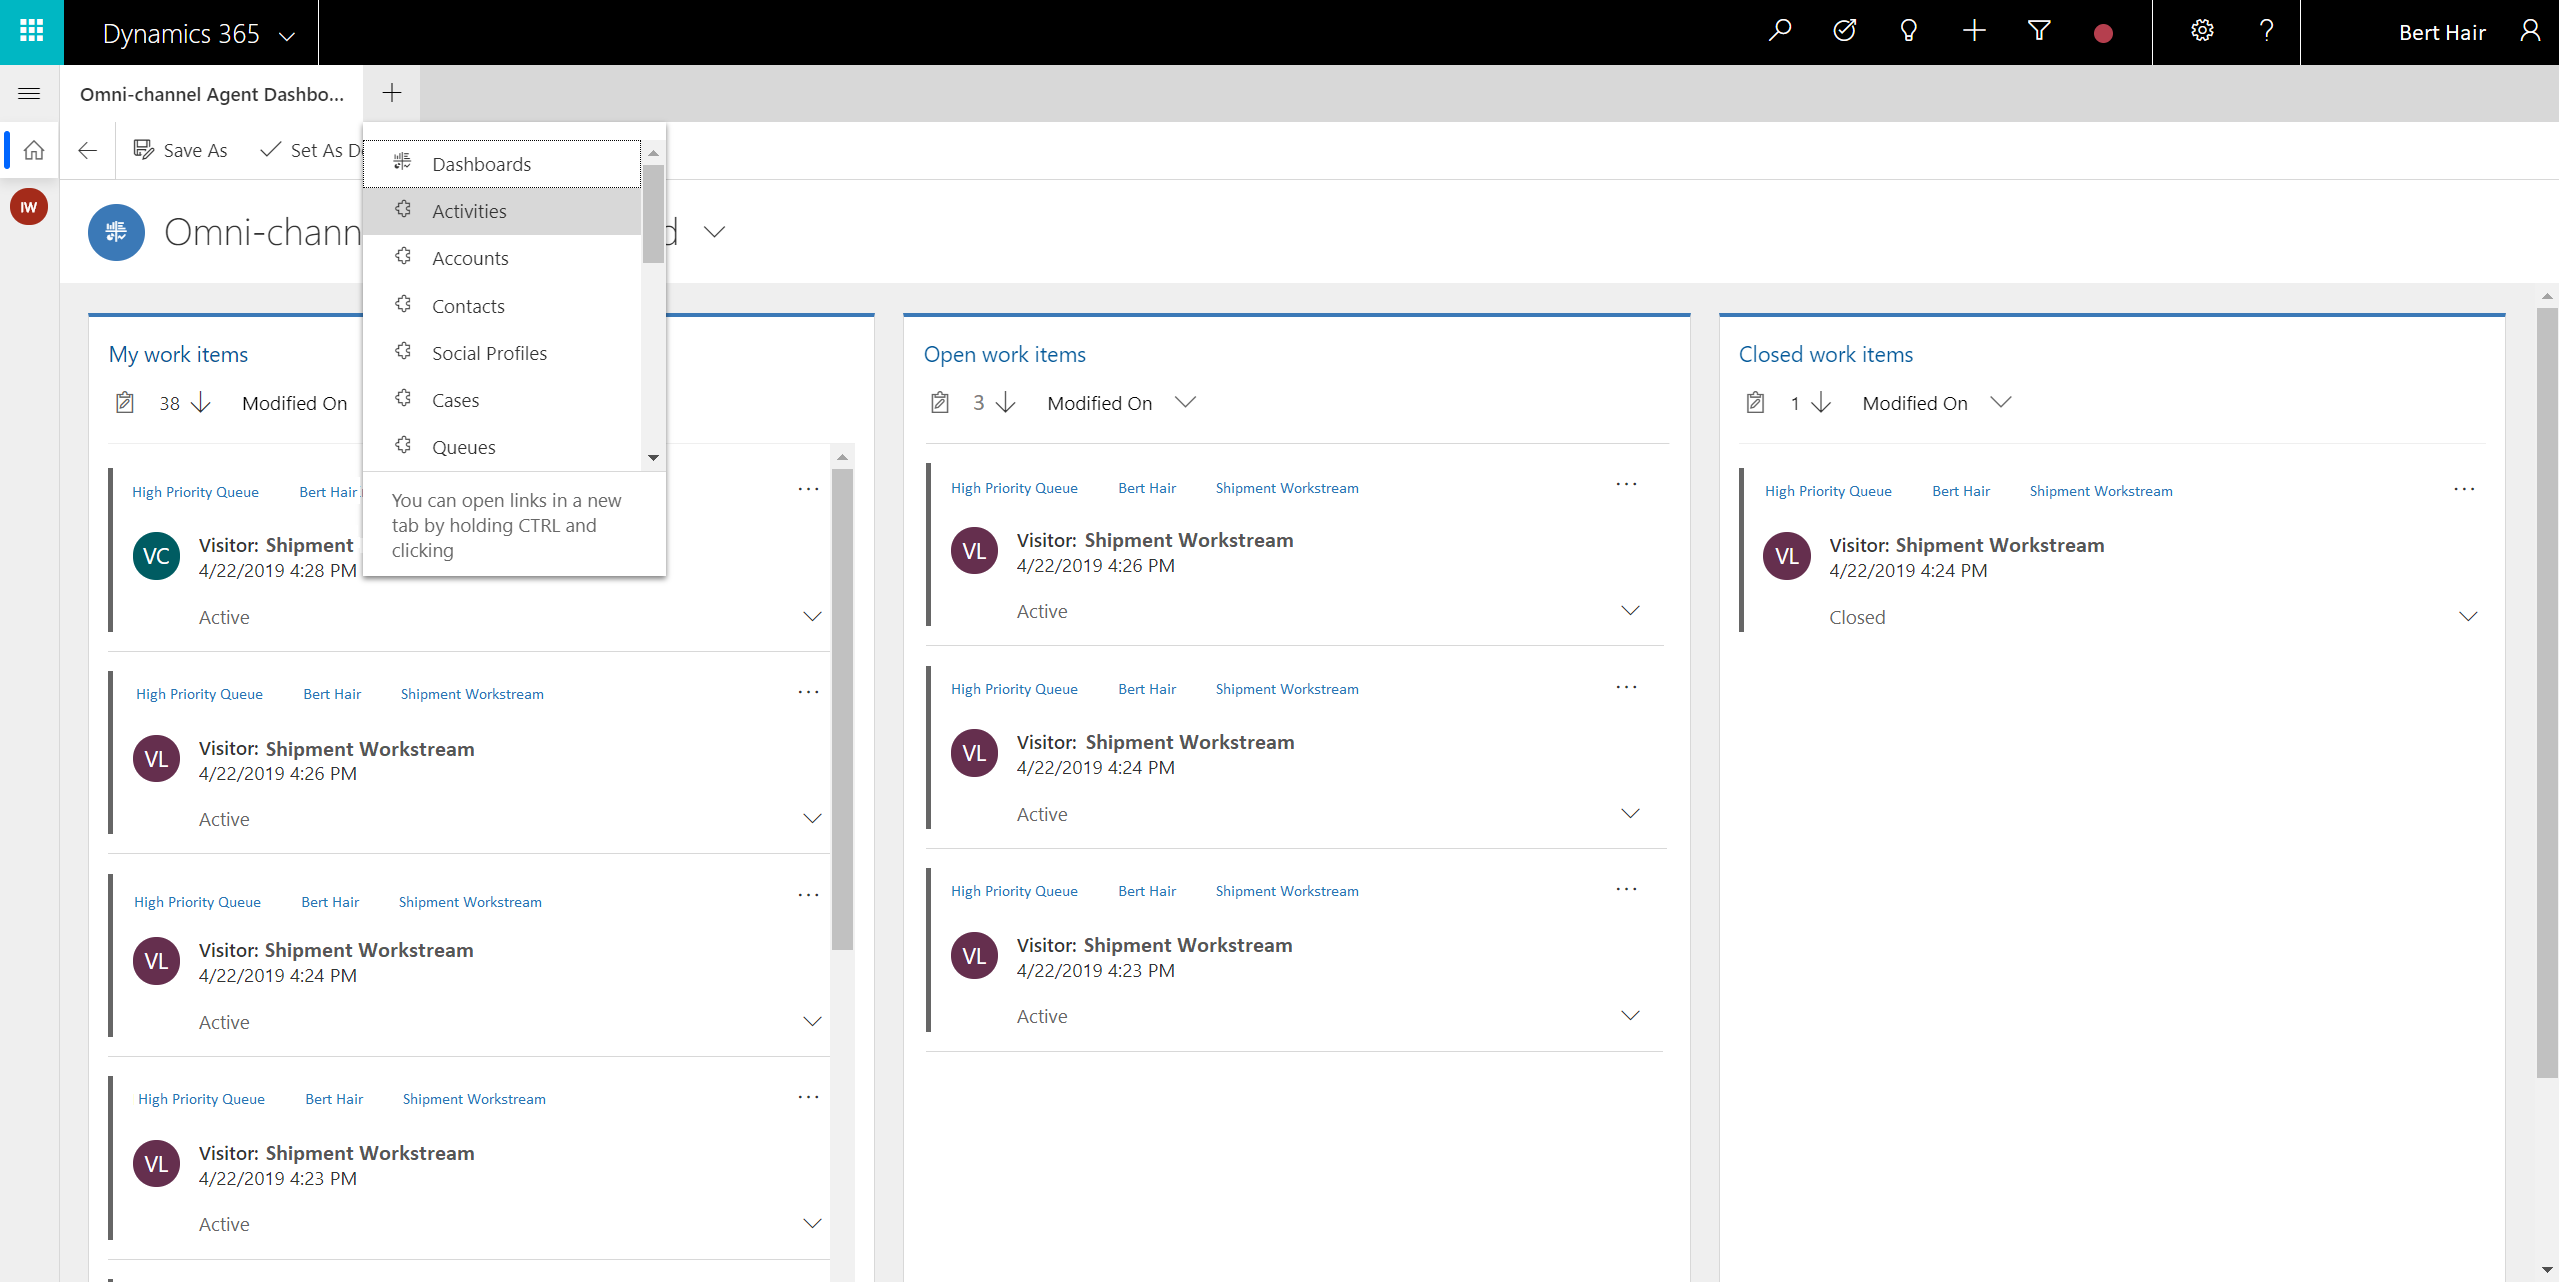 Dynamics 365
Bert Hair
Omni-channel Agent Dashbo...
Save As
Set As D
IW
Omni-chann
d
Dashboards
Activities
Accounts
Contacts
Social Profiles
Cases
Queues
You can open links in a new
tab by holding CTRL and
clicking
My work items
38
Modified On
High Priority Queue Bert Hair
VC
Visitor: Shipment
4/22/2019 4:28 PM
Active
High Priority Queue Bert Hair Shipment Workstream
VL
Visitor: Shipment Workstream
4/22/2019 4:26 PM
Active
High Priority Queue Bert Hair Shipment Workstream
VL
Visitor: Shipment Workstream
4/22/2019 4:24 PM
Active
High Priority Queue Bert Hair Shipment Workstream
VL
Visitor: Shipment Workstream
4/22/2019 4:23 PM
Active
Open work items
3
Modified On
High Priority Queue Bert Hair Shipment Workstream
VL
Visitor: Shipment Workstream
4/22/2019 4:26 PM
Active
High Priority Queue Bert Hair Shipment Workstream
VL
Visitor: Shipment Workstream
4/22/2019 4:24 PM
Active
High Priority Queue Bert Hair Shipment Workstream
VL
Visitor: Shipment Workstream
4/22/2019 4:23 PM
Active
Closed work items
1
Modified On
High Priority Queue Bert Hair Shipment Workstream
VL
Visitor: Shipment Workstream
4/22/2019 4:24 PM
Closed